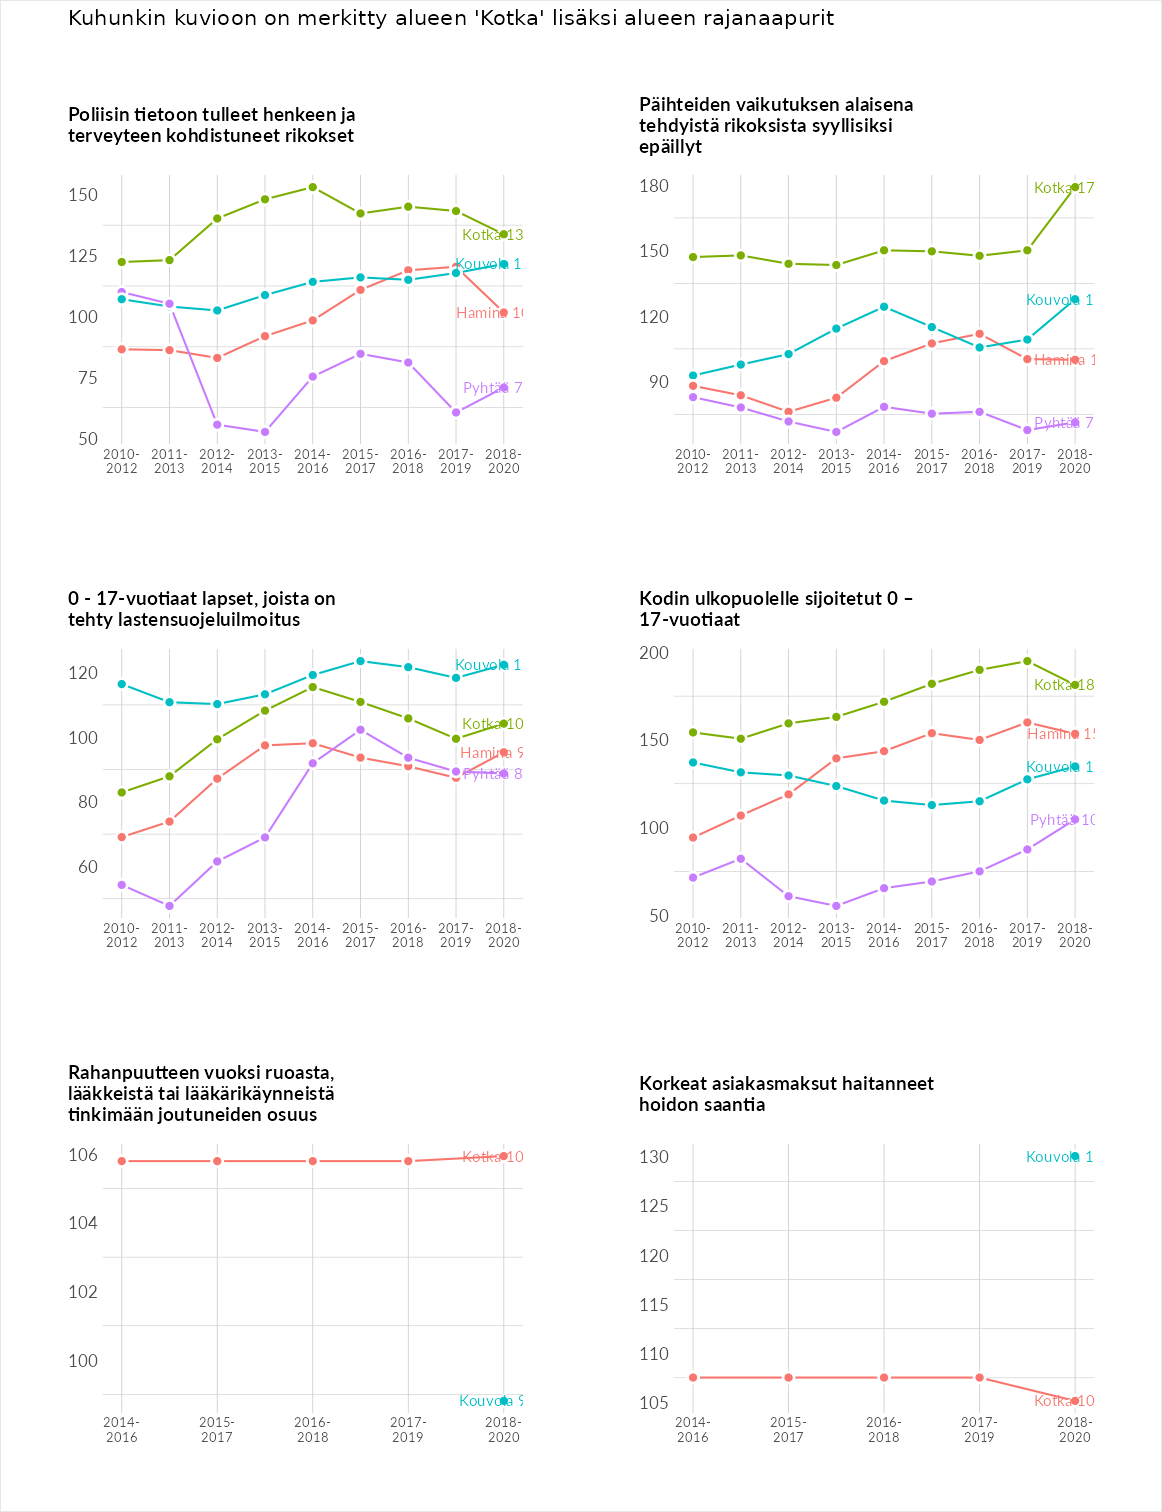 Kuhunkin kuvioon on merkitty alueen 'Kotka' lisäksi alueen rajanaapurit
Poliisin tietoon tulleet henkeen ja
terveyteen kohdistuneet rikokset
150
125
100
75
50
Kotka 13
Kouvola 1
Hamina 10
Pyhtää 7
2010-2012
2011-2013
2012-2014
2013-2015
2014-2016
2015-2017
2016-2018
2017-2019
2018-2020
Päihteiden vaikutuksen alaisena
tehdyistä rikoksista syyllisiksi
epäillyt
180
150
120
90
Kotka 17
Kouvola 1
Hamina 1
Pyhtää 7
2010-2012
2011-2013
2012-2014
2013-2015
2014-2016
2015-2017
2016-2018
2017-2019
2018-2020
0 - 17-vuotiaat lapset, joista on
tehty lastensuojeluilmoitus
120
100
80
60
Kouvola 1
Kotka 10
Hamina 9
Pyhtää 8
2010-2012
2011-2013
2012-2014
2013-2015
2014-2016
2015-2017
2016-2018
2017-2019
2018-2020
Kodin ulkopuolelle sijoitetut 0 –
17-vuotiaat
200
150
100
50
Kotka 18
Hamina 15
Kouvola 1
Pyhtää 10
2010-2012
2011-2013
2012-2014
2013-2015
2014-2016
2015-2017
2016-2018
2017-2019
2018-2020
Rahanpuutteen vuoksi ruoasta,
lääkkeistä tai lääkärikäynneistä
tinkimään joutuneiden osuus
106
104
102
100
Kotka 10
Kouvola 9
2014-2016
2015-2017
2016-2018
2017-2019
2018-2020
Korkeat asiakasmaksut haitanneet
hoidon saantia
130
125
120
115
110
105
Kouvola 1
Kotka 10
2014-2016
2015-2017
2016-2018
2017-2019
2018-2020